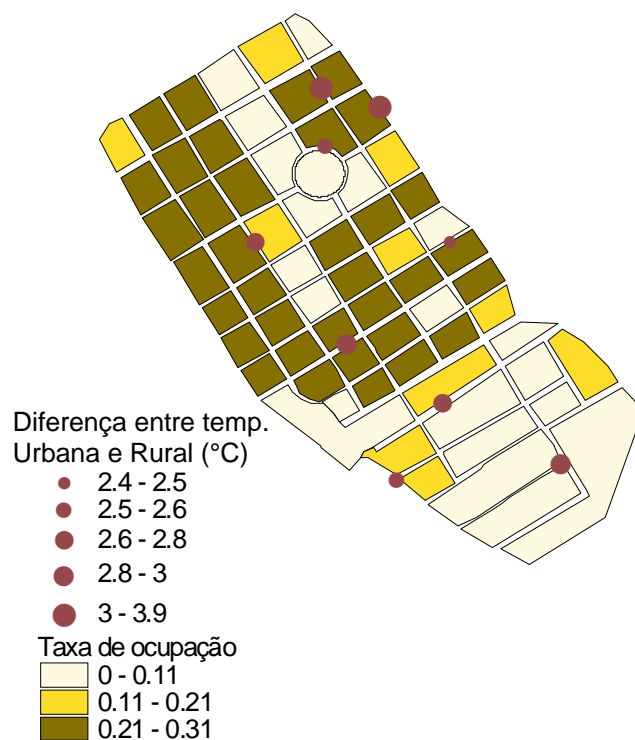 Diferença entre temp.
Urbana e Rural (°C)
2.4 - 2.5
2.5 - 2.6
2.6 - 2.8
2.8 - 3
3 - 3.9
Taxa de ocupação
0 - 0.11
0.11 - 0.21
0.21 - 0.31